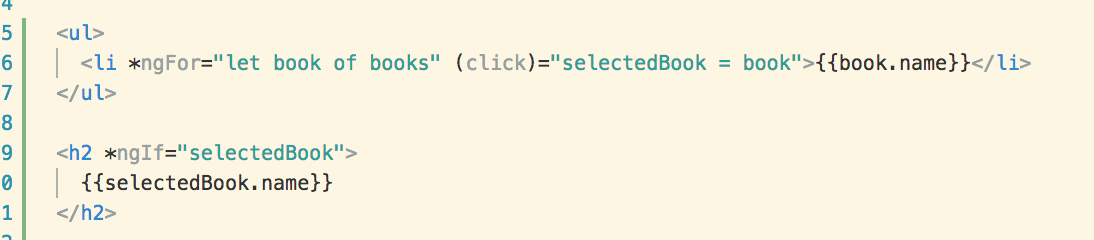 4
5 <ul>
6 <li *ngFor="let book of books" (click)="selectedBook = book">{{book.name}}</li>
7 </ul>
8
9 <h2 *ngIf="selectedBook">
0 {{selectedBook.name}}
1 </h2>